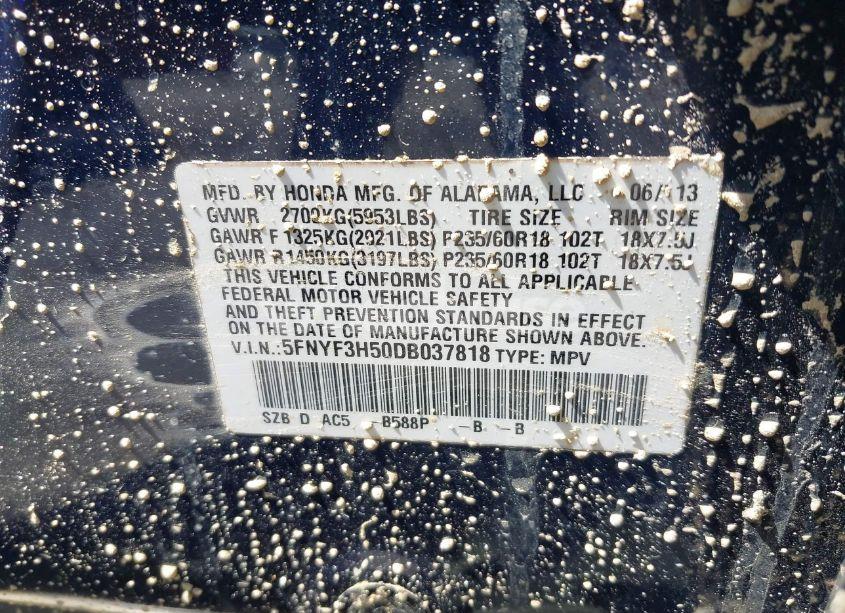 MFD. BY HONDA MFG. OF ALABAMA, LLC 06/13
GVWR 2700KG(5953LBS) TIRE SIZE RIM SIZE
GAWR F 1325KG(2921LBS) P235/60R18 102T 18X7.5J
GAWR R1450KG(3197LBS) P235/60R18 102T 18X7.5J
THIS VEHICLE CONFORMS TO ALL APPLICABLE
FEDERAL MOTOR VEHICLE SAFETY
AND THEFT PREVENTION STANDARDS IN EFFECT
ON THE DATE OF MANUFACTURE SHOWN ABOVE.
V.I.N.:5FNYF3H50DB037818 TYPE: MPV
SZB D AC5 B588P -B -B